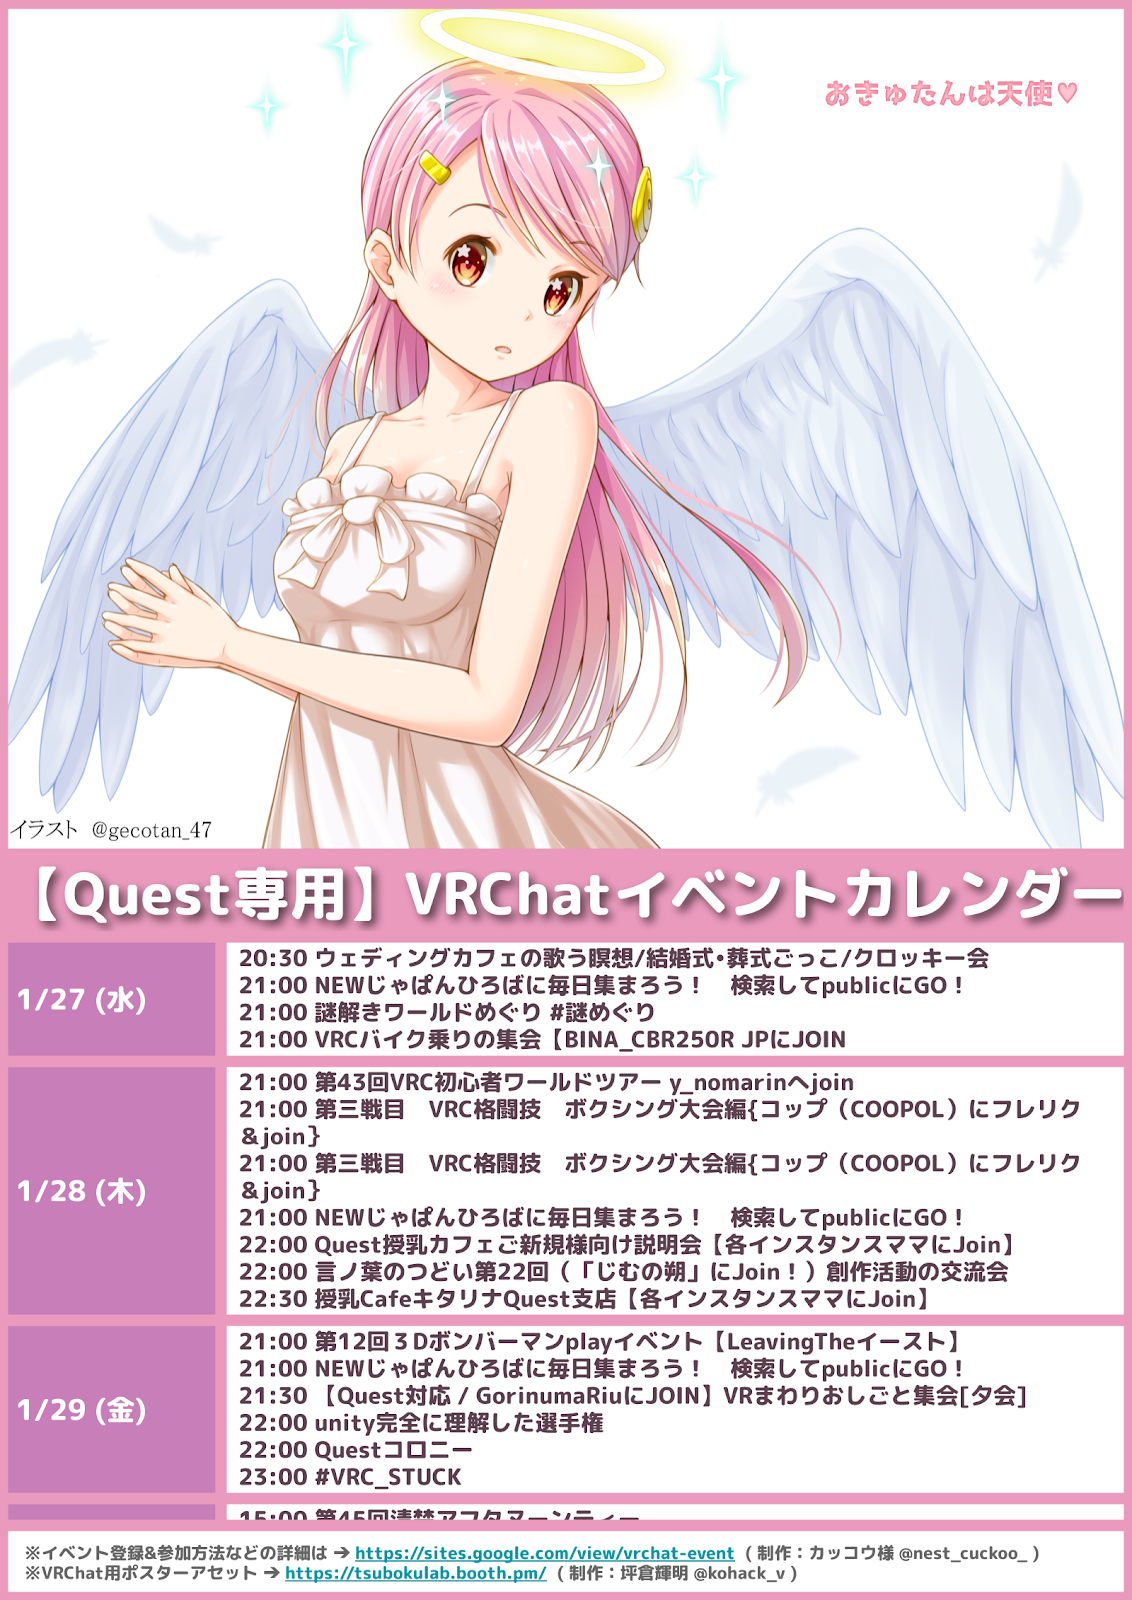 おきゅたんは天使♥
イラスト @gecotan_47
【Quest専用】VRChatイベントカレンダー
1/27 (水)
20:30 ウェディングカフェの歌う瞑想/結婚式・葬式ごっこ/クロッキー会
21:00 NEWじゃぱんひろばに毎日集まろう！　検索してpublicにGO！
21:00 謎解きワールドめぐり #謎めぐり
21:00 VRCバイク乗りの集会【BINA_CBR250R JPにJOIN
1/28 (木)
21:00 第43回VRC初心者ワールドツアー y_nomarinへjoin
21:00 第三戦目　VRC格闘技　ボクシング大会編{コップ（COOPOL）にフレリク
＆join}
21:00 第三戦目　VRC格闘技　ボクシング大会編{コップ（COOPOL）にフレリク
＆join}
21:00 NEWじゃぱんひろばに毎日集まろう！　検索してpublicにGO！
22:00 Quest授乳カフェご新規様向け説明会【各インスタンスママにJoin】
22:00 言ノ葉のつどい第22回（「じむの朔」にJoin！）創作活動の交流会
22:30 授乳CafeキタリナQuest支店【各インスタンスママにJoin】
1/29 (金)
21:00 第12回３Dボンバーマンplayイベント【LeavingTheイースト】
21:00 NEWじゃぱんひろばに毎日集まろう！　検索してpublicにGO！
21:30 【Quest対応 / GorinumaRiuにJOIN】VRまわりおしごと集会[夕会]
22:00 unity完全に理解した選手権
22:00 Questコロニー
23:00 #VRC_STUCK
15:00 第45回清楚アフタヌーンティー
※イベント登録&参加方法などの詳細は ➔ https://sites.google.com/view/vrchat-event ( 制作：カッコウ様 @nest_cuckoo_ )
※VRChat用ポスターアセット ➔ https://tsubokulab.booth.pm/ ( 制作：坪倉輝明 @kohack_v )